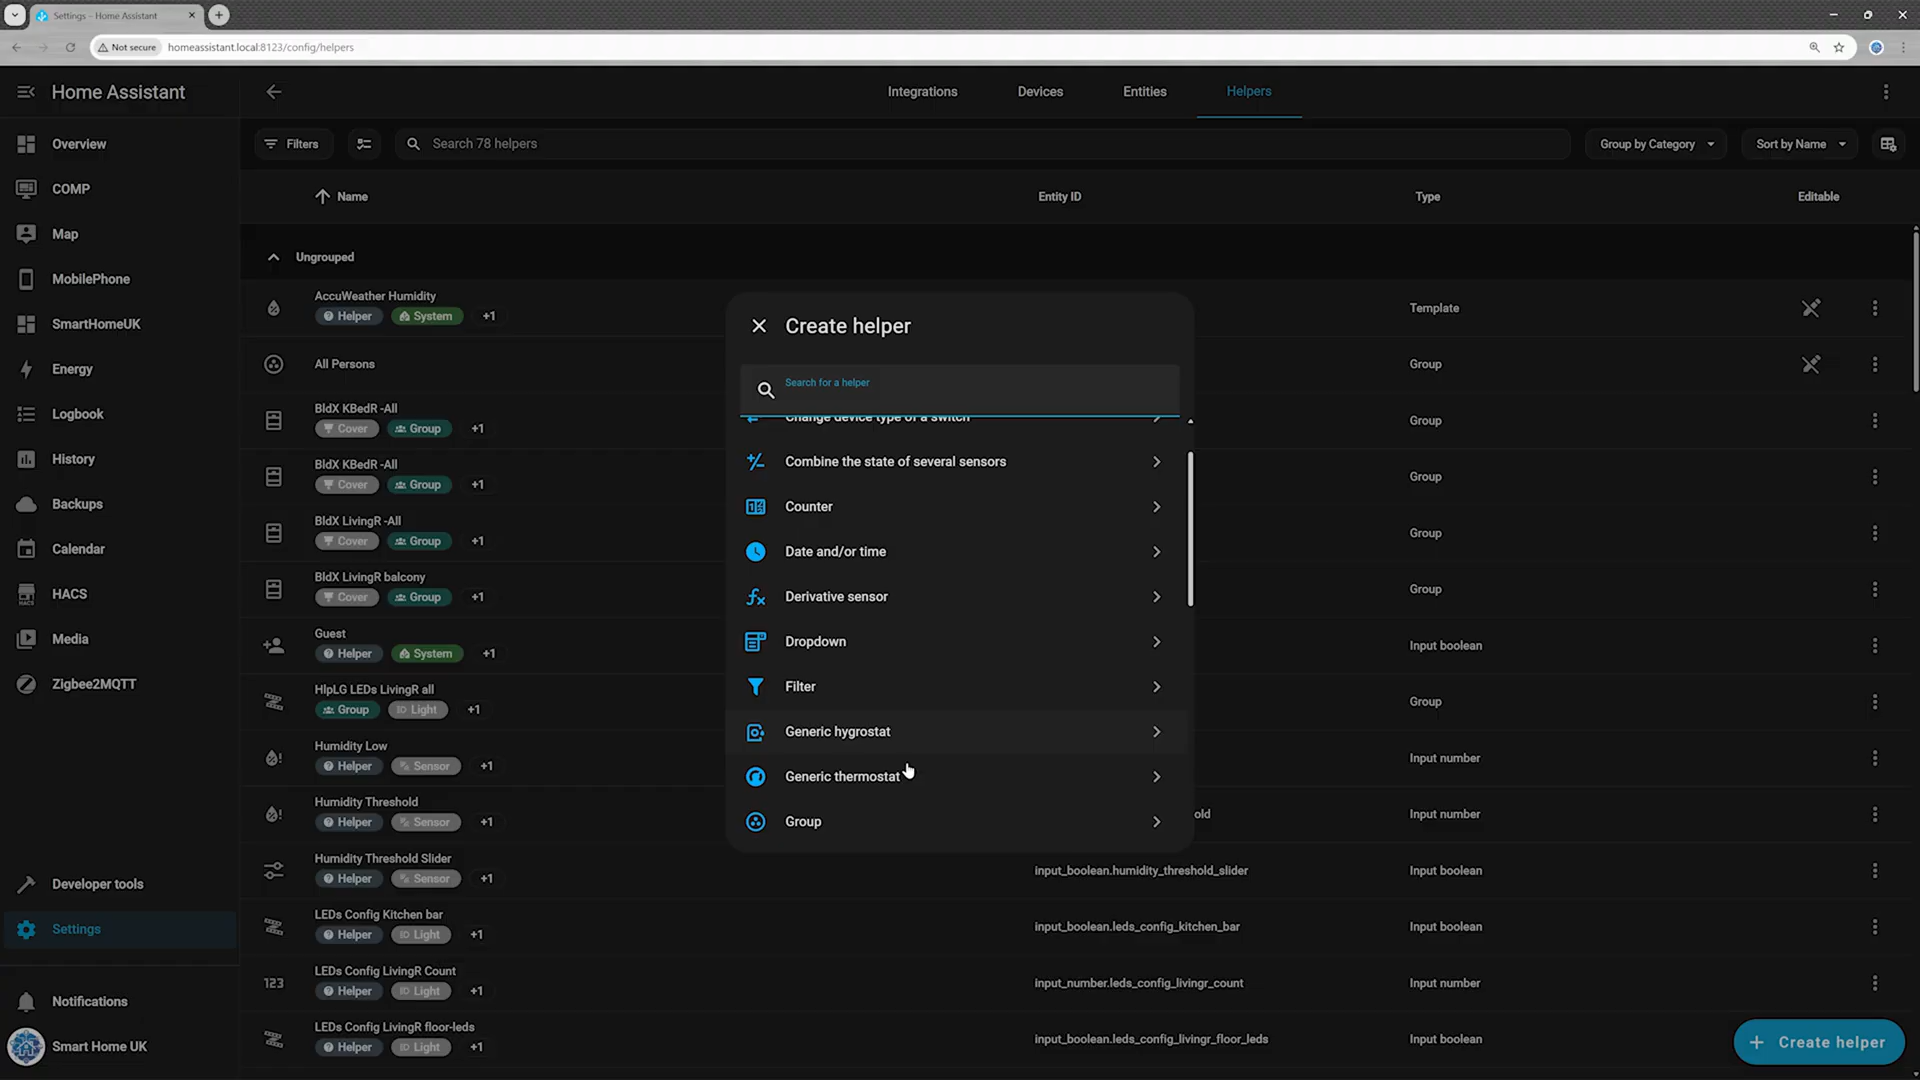 Settings – Home Assistant
Not secure homeassistant.local:8123/config/helpers
Home Assistant
Integrations Devices Entities Helpers
Overview
COMP
Map
MobilePhone
SmartHomeUK
Energy
Logbook
History
Backups
Calendar
HACS
Media
Zigbee2MQTT
Developer tools
Settings
Notifications
Smart Home UK
Filters Search 78 helpers Group by Category Sort by Name
Name Entity ID Type Editable
Ungrouped
AccuWeather Humidity
Helper System +1 Template
All Persons Group
BldX KBedR -All
Cover Group +1 Group
BldX KBedR -All
Cover Group +1 Group
BldX LivingR -All
Cover Group +1 Group
BldX LivingR balcony
Cover Group +1 Group
Guest
Helper System +1 Input boolean
HlpLG LEDs LivingR all
Group Light +1 Group
Humidity Low
Helper Sensor +1 Input number
Humidity Threshold
Helper Sensor +1 old Input number
Humidity Threshold Slider
Helper Sensor +1 input_boolean.humidity_threshold_slider Input boolean
LEDs Config Kitchen bar
Helper Light +1 input_boolean.leds_config_kitchen_bar Input boolean
123 LEDs Config LivingR Count
Helper Light +1 input_number.leds_config_livingr_count Input number
LEDs Config LivingR floor-leds
Helper Light +1 input_boolean.leds_config_livingr_floor_leds Input boolean
Create helper
Search for a helper
Change device type of a switch
Combine the state of several sensors
Counter
Date and/or time
Derivative sensor
Dropdown
Filter
Generic hygrostat
Generic thermostat
Group
Create helper